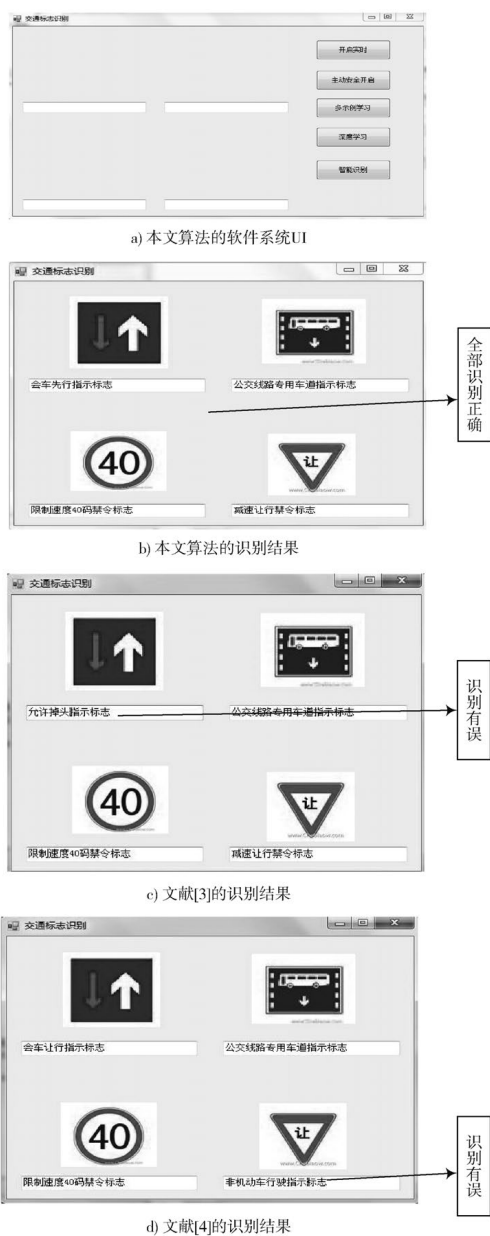 交通标志识别
开启实时
主动安全开启
多示例学习
深度学习
智能识别
a) 本文算法的软件系统UI
交通标志识别
会车先行指示标志
公交线路专用车道指示标志
全部识别正确
40
让
限制速度40码禁令标志
减速让行禁令标志
b) 本文算法的识别结果
交通标志识别
允许掉头指示标志
公交线路专用车道指示标志
识别有误
40
让
限制速度40码禁令标志
减速让行禁令标志
c) 文献[3]的识别结果
交通标志识别
会车让行指示标志
公交线路专用车道指示标志
40
让
识别有误
限制速度40码禁令标志
非机动车行驶指示标志
d) 文献[4]的识别结果